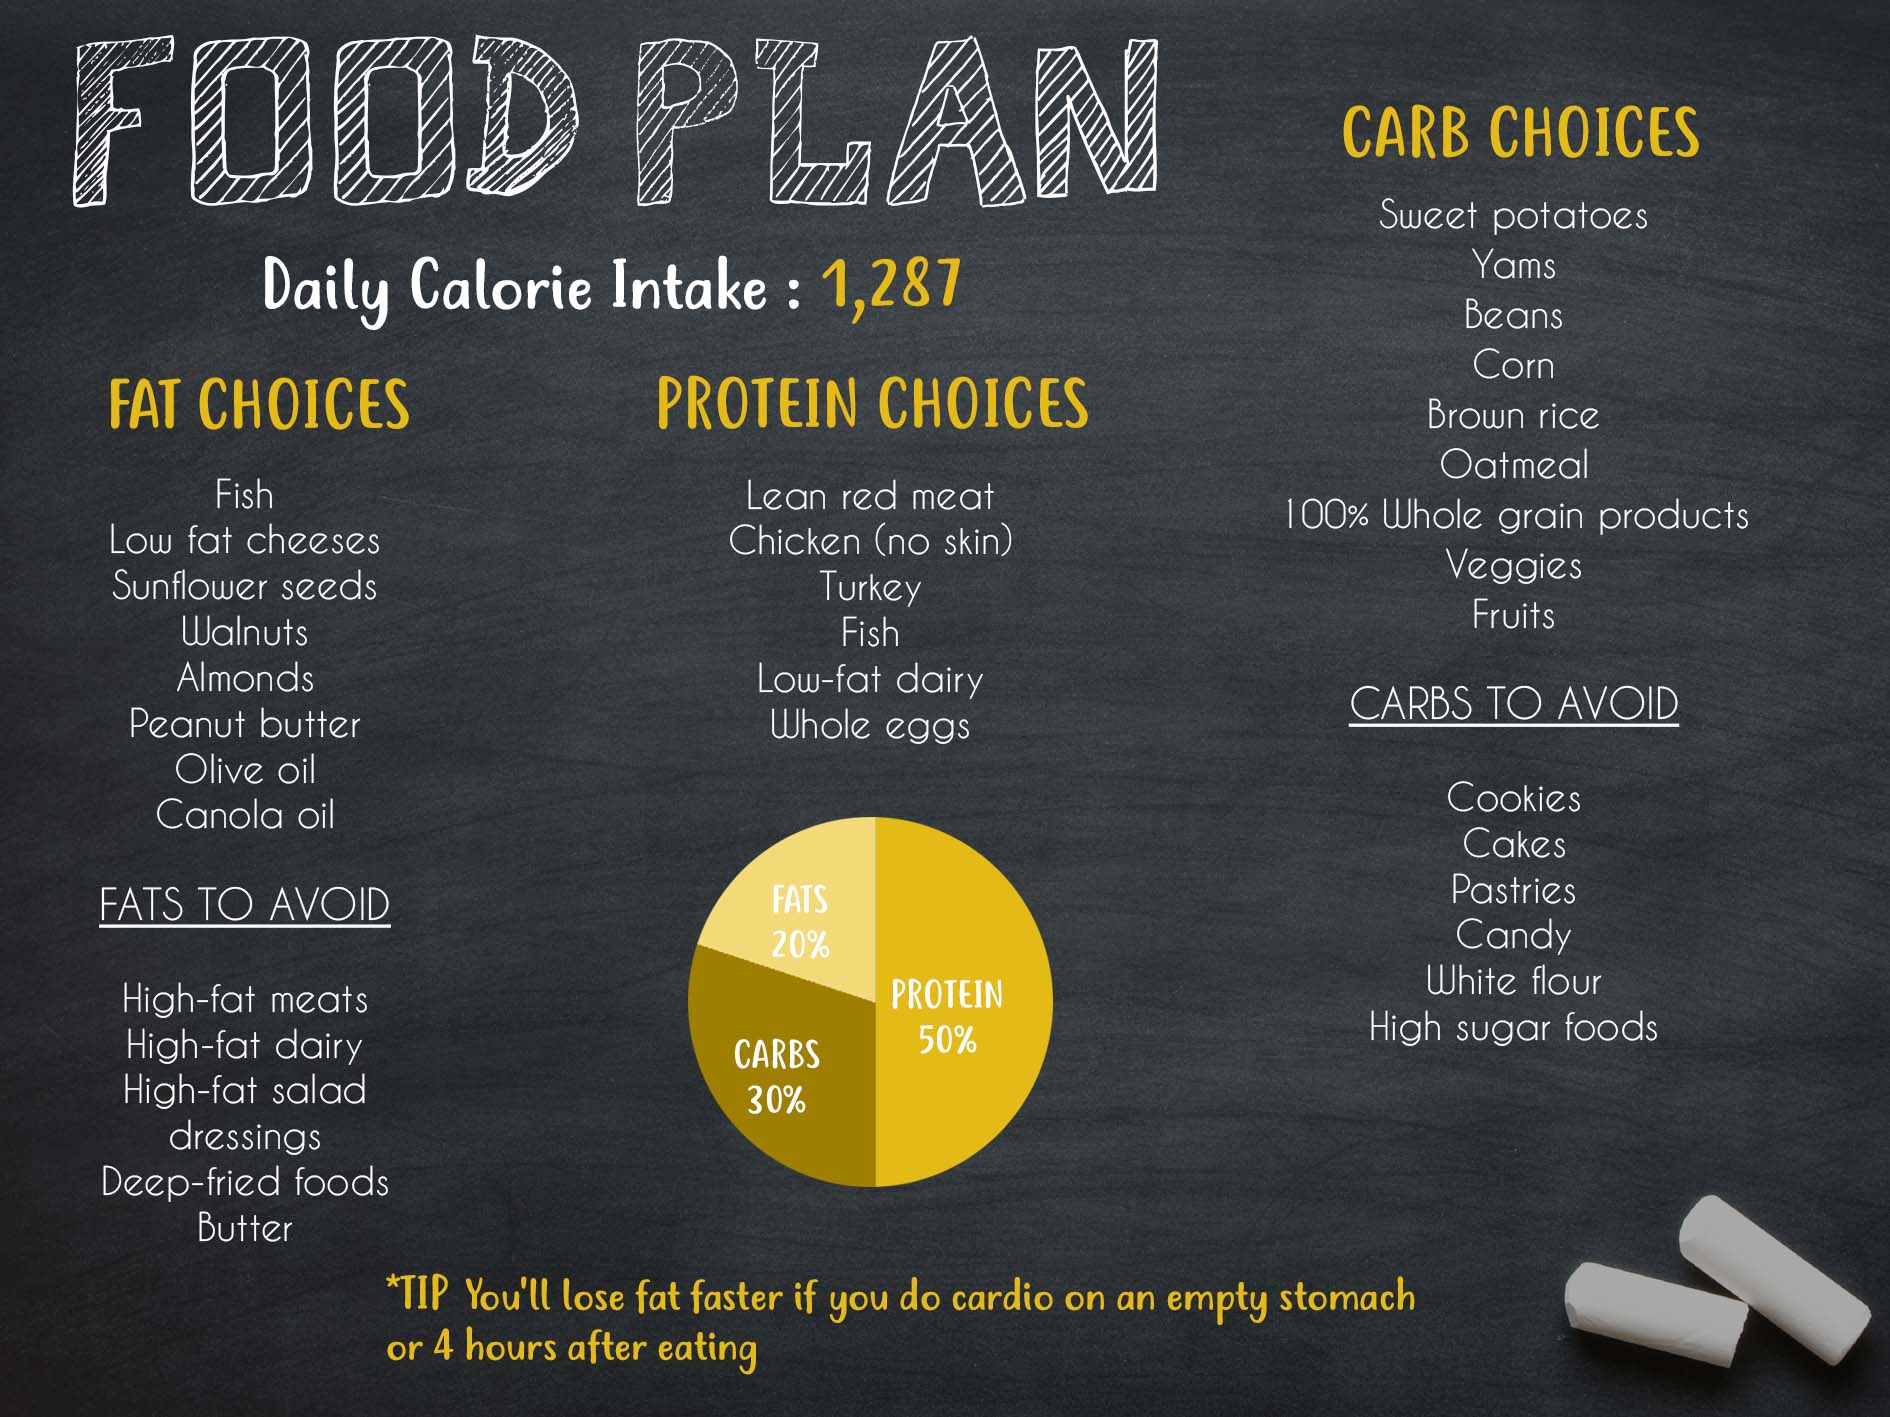 FOOD PLAN
Daily Calorie Intake : 1,287
FAT CHOICES
Fish
Low fat cheeses
Sunflower seeds
Walnuts
Almonds
Peanut butter
Olive oil
Canola oil
FATS TO AVOID
High-fat meats
High-fat dairy
High-fat salad
dressings
Deep-fried foods
Butter
PROTEIN CHOICES
Lean red meat
Chicken (no skin)
Turkey
Fish
Low-fat dairy
Whole eggs
FATS
20%
PROTEIN
50%
CARBS
30%
CARB CHOICES
Sweet potatoes
Yams
Beans
Corn
Brown rice
Oatmeal
100% Whole grain products
Veggies
Fruits
CARBS TO AVOID
Cookies
Cakes
Pastries
Candy
White flour
High sugar foods
*TIP You'll lose fat faster if you do cardio on an empty stomach
or 4 hours after eating